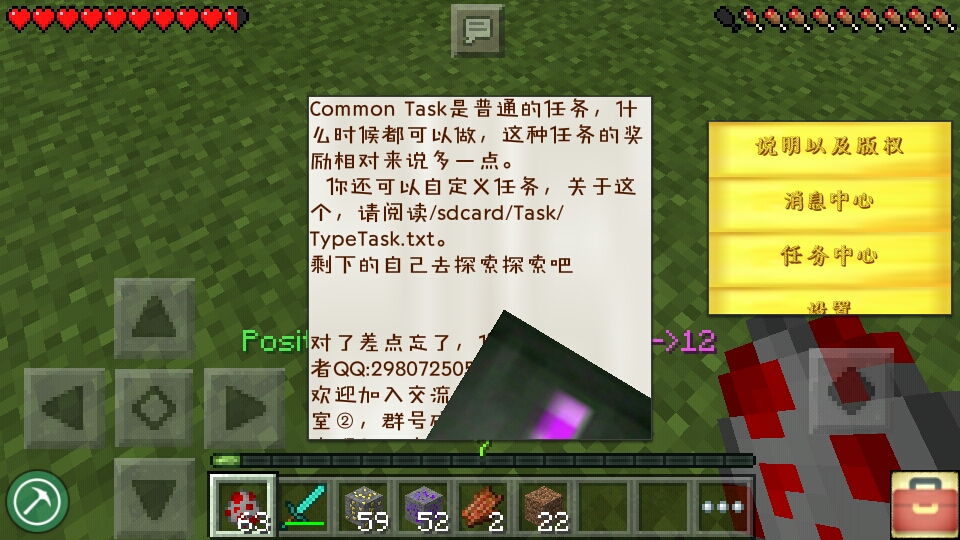 Common Task是普通的任务，什
么时候都可以做，这种任务的奖
励相对来说多一点。
你还可以自定义任务，关于这
个，请阅读/sdcard/Task/
TypeTask.txt。
剩下的自己去探索探索吧
对了差点忘了，
者QQ:298072505
欢迎加入交流
室②，群号
说明以及版权
消息中心
任务中心
设置
Posit
->12
63
59
52
2
22